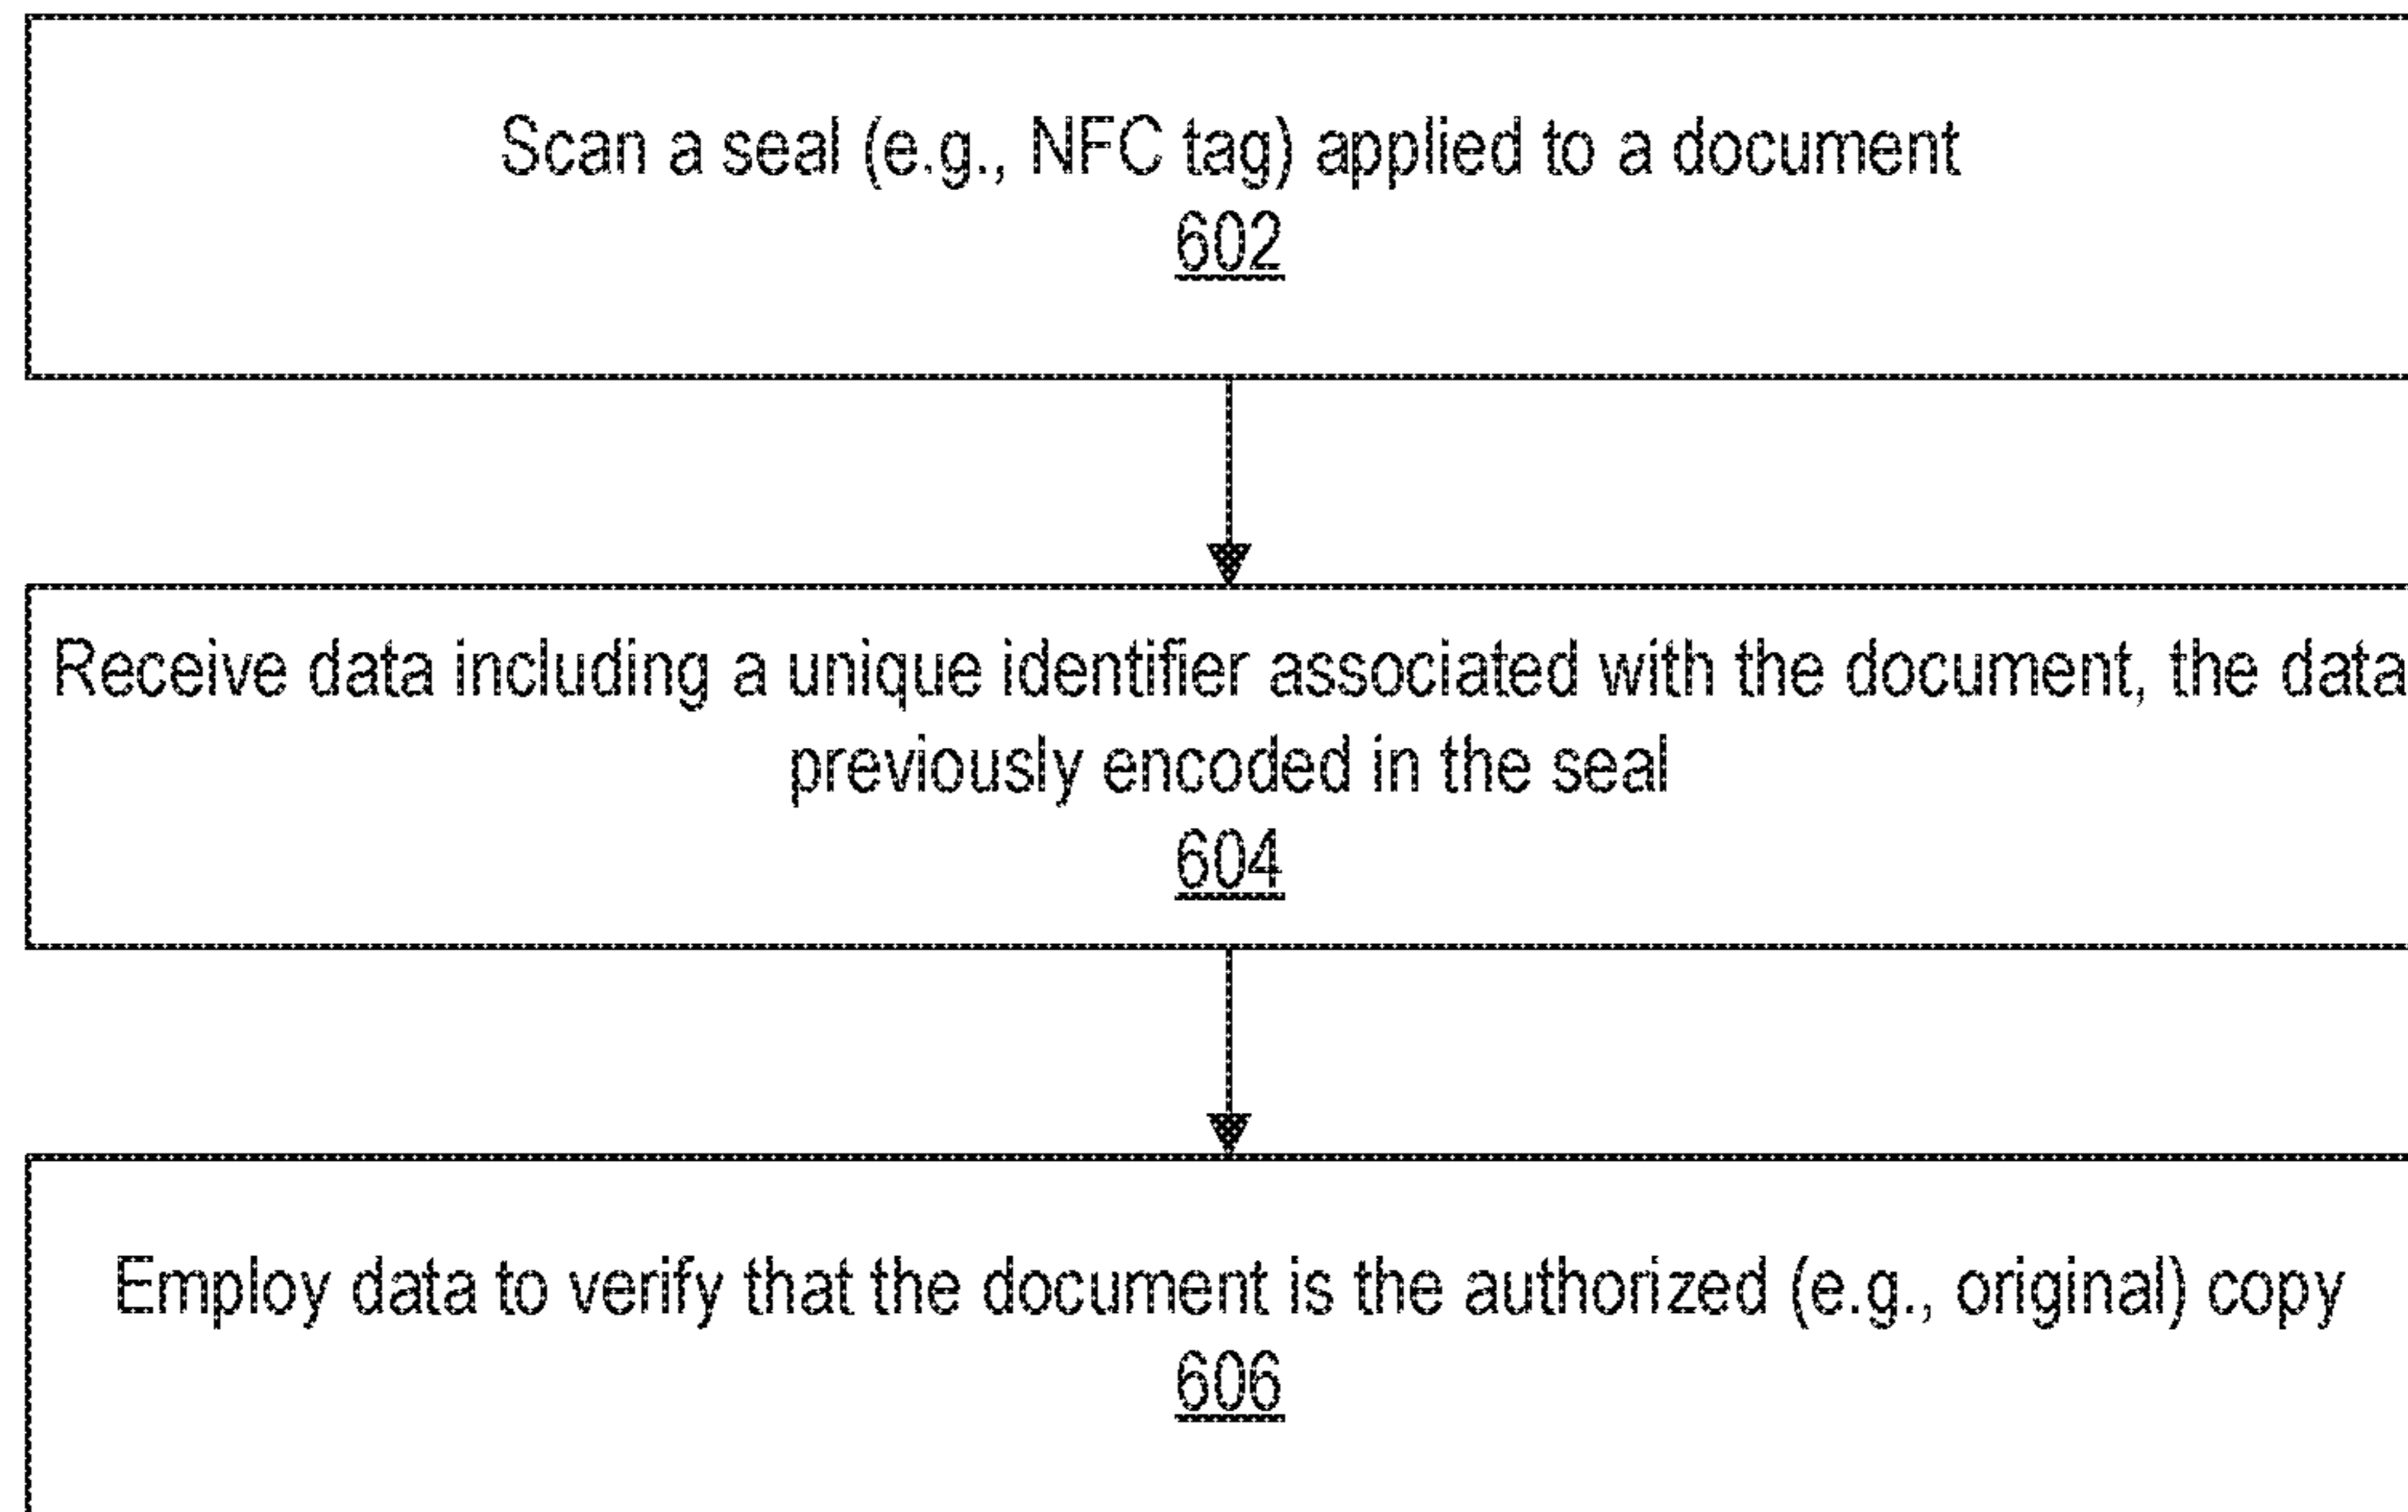 Scan a seal (e.g., NFC tag) applied to a document
602
Receive data including a unique identifier associated with the document, the data
previously encoded in the seal
604
Employ data to verify that the document is the authorized (e.g., original) copy
606